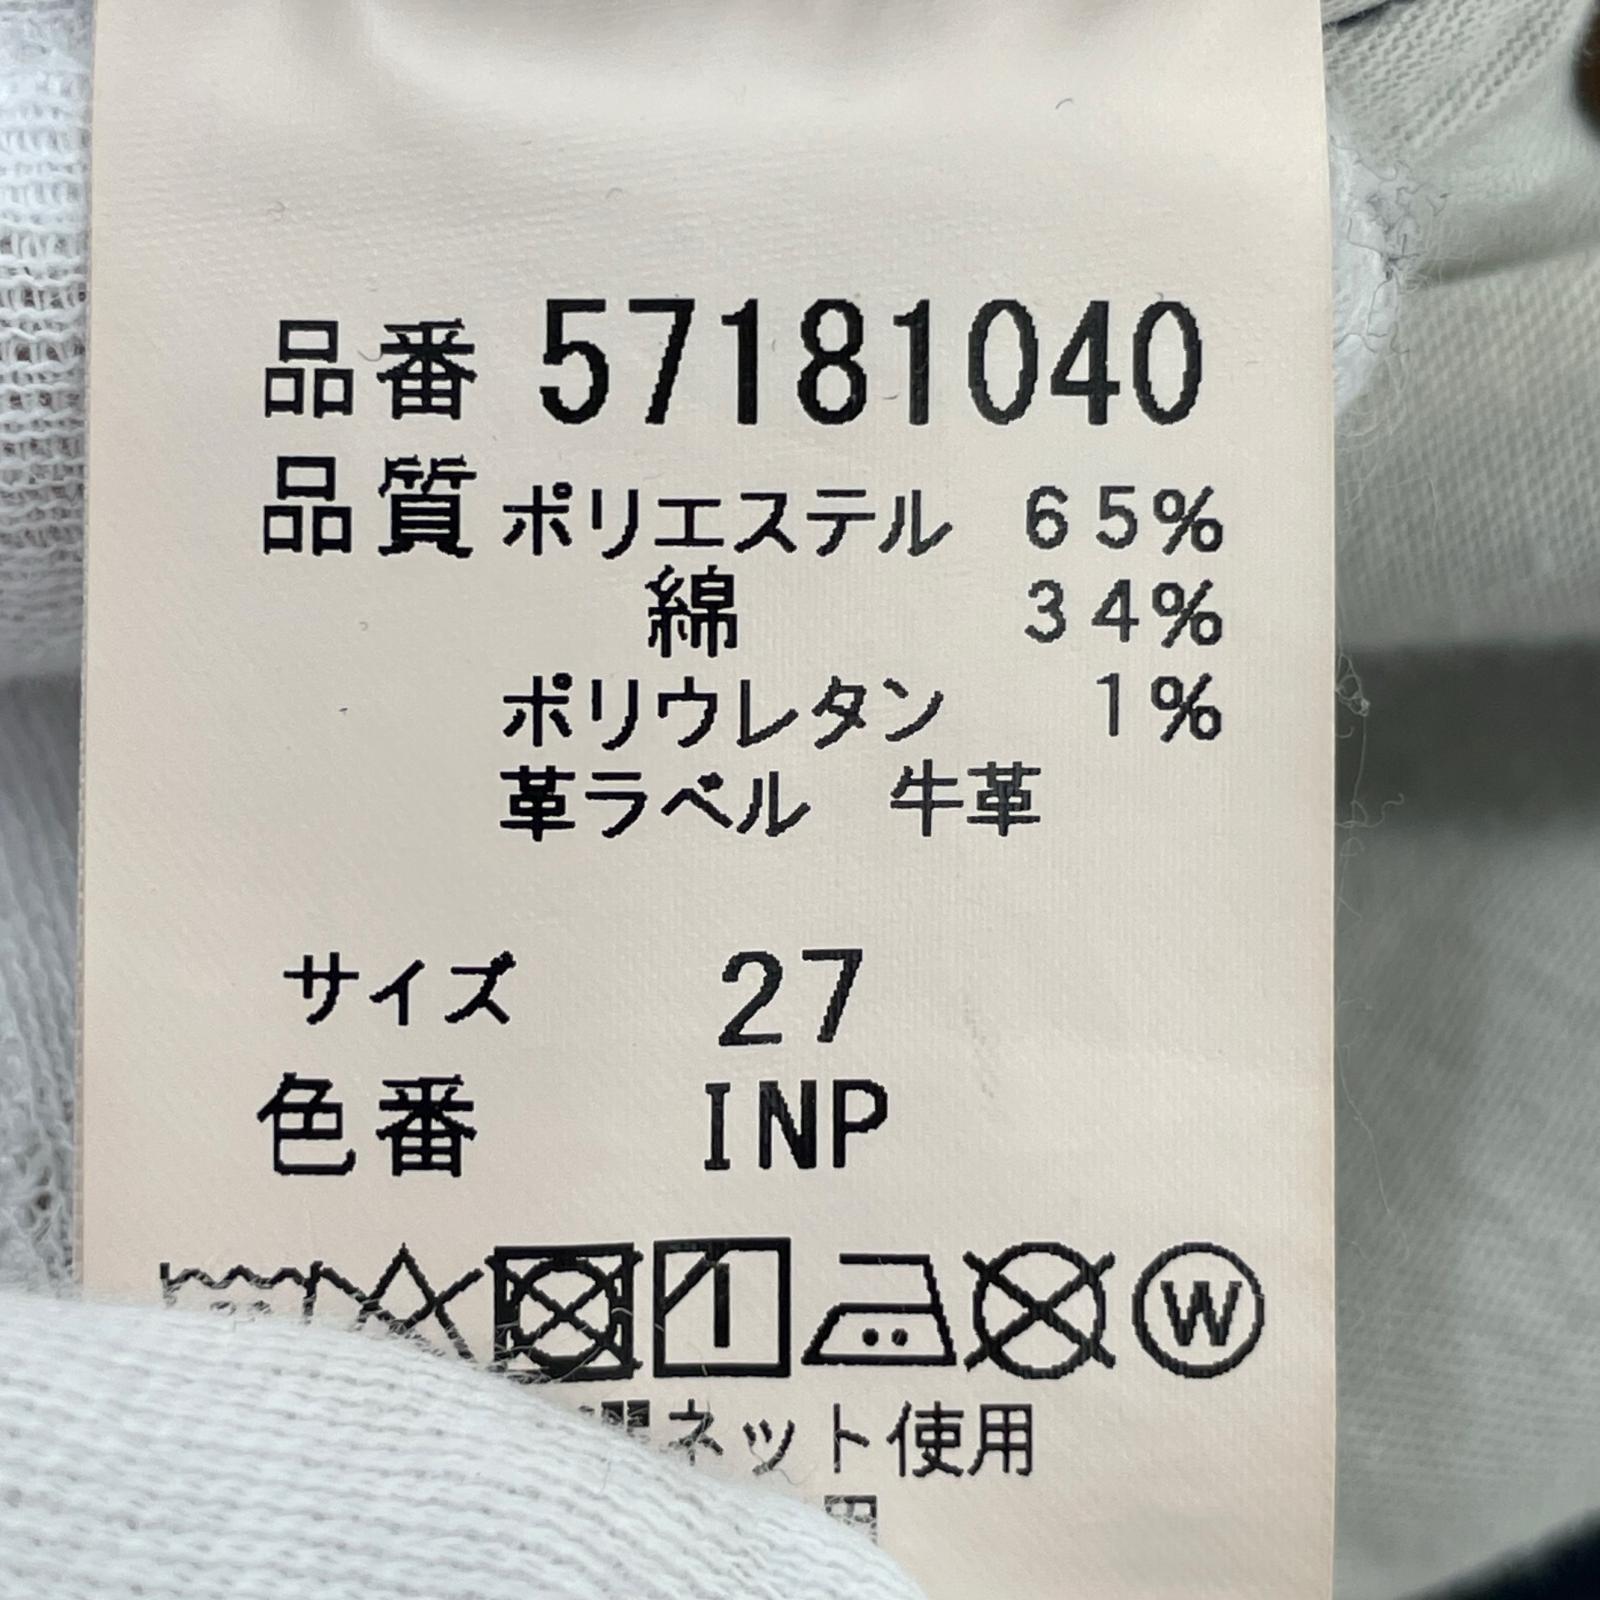 品番 57181040
品質 ポリエステル 65%
綿 34%
ポリウレタン 1%
革ラベル 牛革
サイズ 27
色番 INP
W
ネット使用